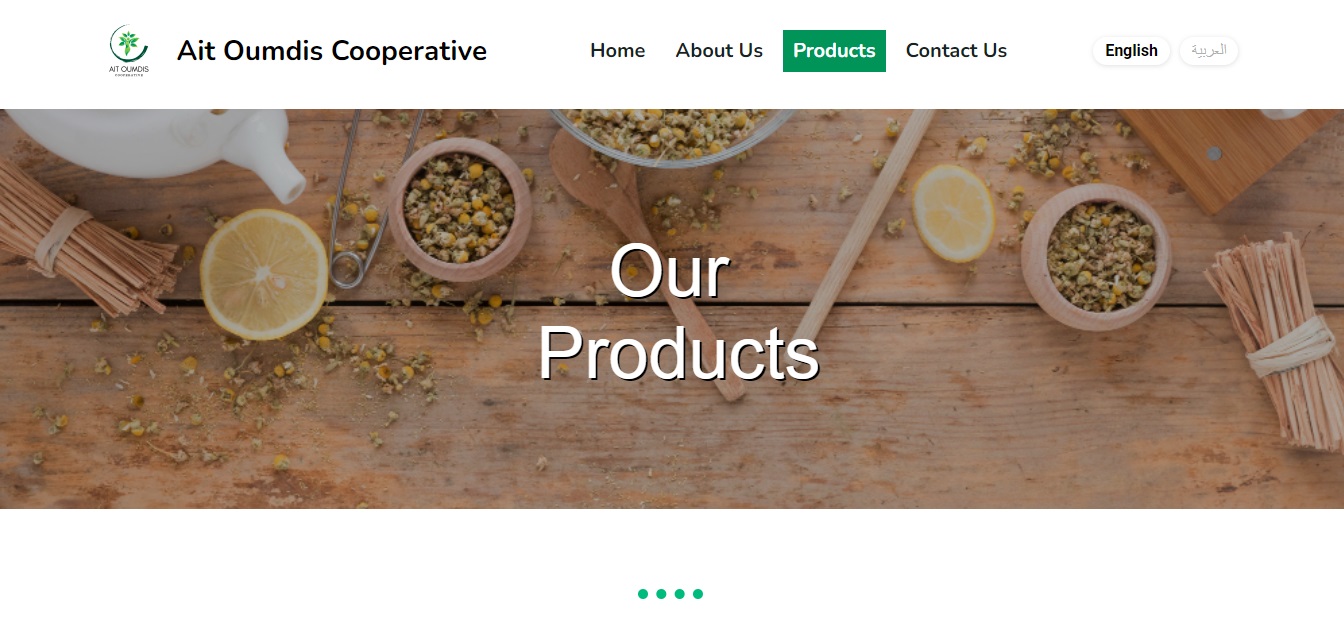 AIT OUMDIS
COOPERATIVE
Ait Oumdis Cooperative
Home
About Us
Products
Contact Us
English
العربية
Our
Products